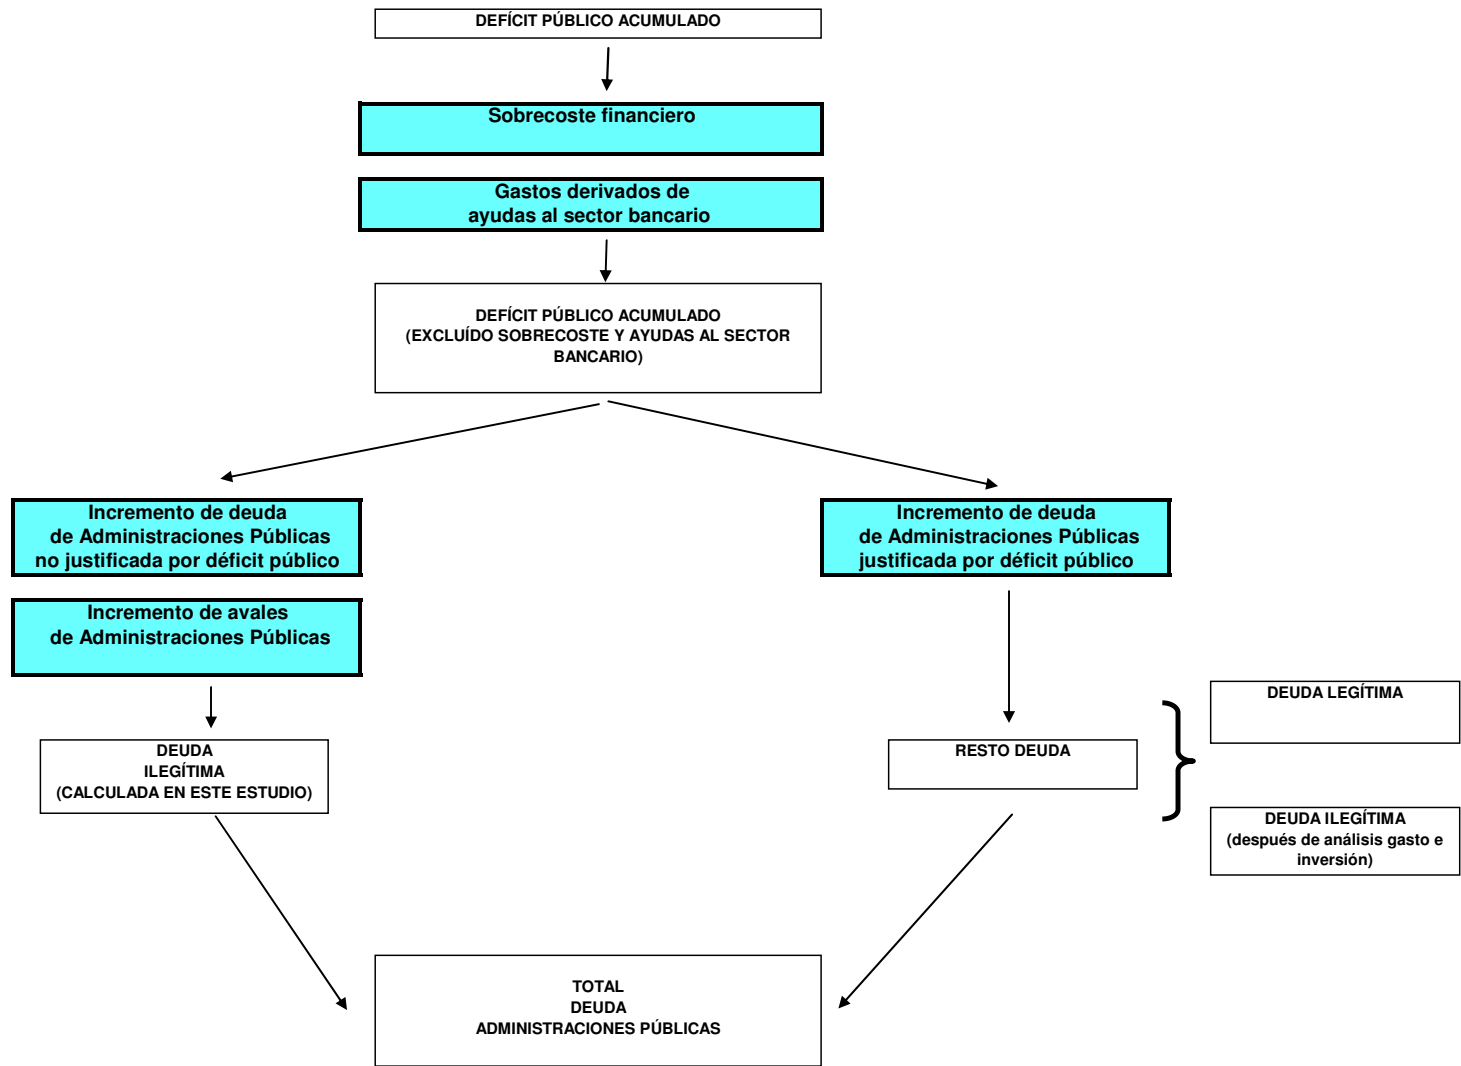 DEFÍCIT PÚBLICO ACUMULADO
Sobrecoste financiero
Gastos derivados de
ayudas al sector bancario
DEFÍCIT PÚBLICO ACUMULADO
(EXCLUÍDO SOBRECOSTE Y AYUDAS AL SECTOR
BANCARIO)
Incremento de deuda
de Administraciones Públicas
no justificada por déficit público
Incremento de deuda
de Administraciones Públicas
justificada por déficit público
Incremento de avales
de Administraciones Públicas
DEUDA
ILEGÍTIMA
(CALCULADA EN ESTE ESTUDIO)
RESTO DEUDA
DEUDA LEGÍTIMA
DEUDA ILEGÍTIMA
(después de análisis gasto e
inversión)
TOTAL
DEUDA
ADMINISTRACIONES PÚBLICAS